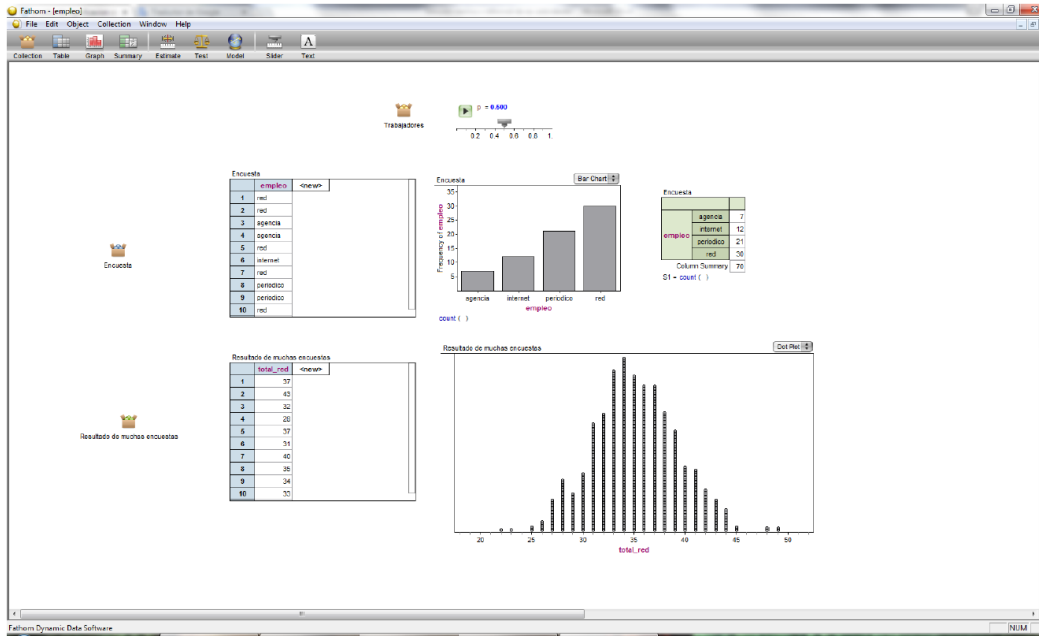 Fathom - [empleo]
File Edit Object Collection Window Help
Collection Table Graph Summary Estimate Test Model Slider Text
Trabajadores
p = 0.500
0.2 0.4 0.6 0.8 1.
Encuesta
Encuesta
empleo <new>
1 red
2 red
3 agencia
4 agencia
5 red
6 internet
7 red
8 periodico
9 periodico
10 red
Encuesta
Bar Chart
Frequency of empleo
35
30
25
20
15
10
5
agencia internet periodico red
empleo
count ( )
Encuesta
empleo
agencia 7
internet 12
periodico 21
red 30
Column Summary 70
S1 = count ( )
Resultado de muchas encuestas
Resultado de muchas encuestas
total_red <new>
1 37
2 43
3 32
4 28
5 37
6 31
7 40
8 35
9 34
10 33
Resultado de muchas encuestas
Dot Plot
20 25 30 35 40 45 50
total_red
Fathom Dynamic Data Software
NUM